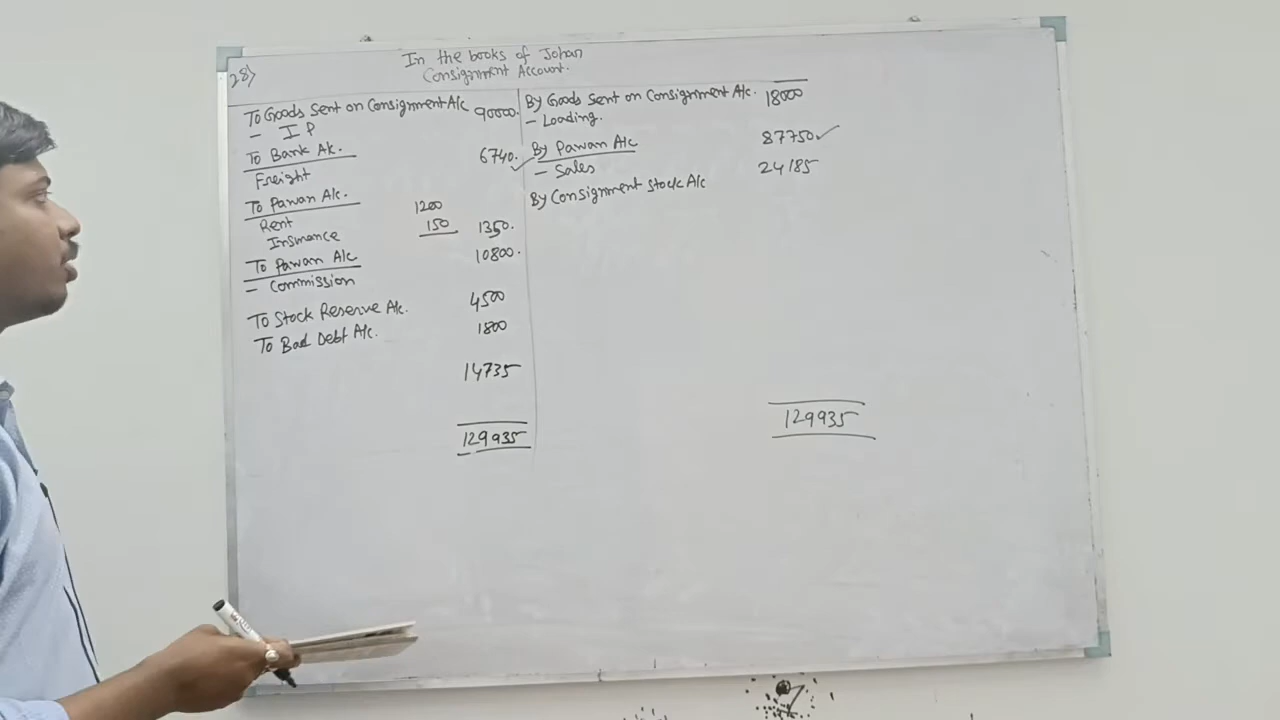 28)
In the books of Johan
Consignment Account.
To Goods Sent on Consignment A/c 90000.
- I P
To Bank Ak. 6740.
Freight
To Pawan A/c.
Rent 1200
Insurance 150 1350.
To Pawan A/c 10800.
- Commission
To Stock Reserve A/c. 4500
To Bad Debt A/c. 1800
14735
129935
By Goods Sent on Consignment A/c. 18000
- Loading.
By Pawan A/c 87750
- Sales
By Consignment Stock A/c 24185
129935